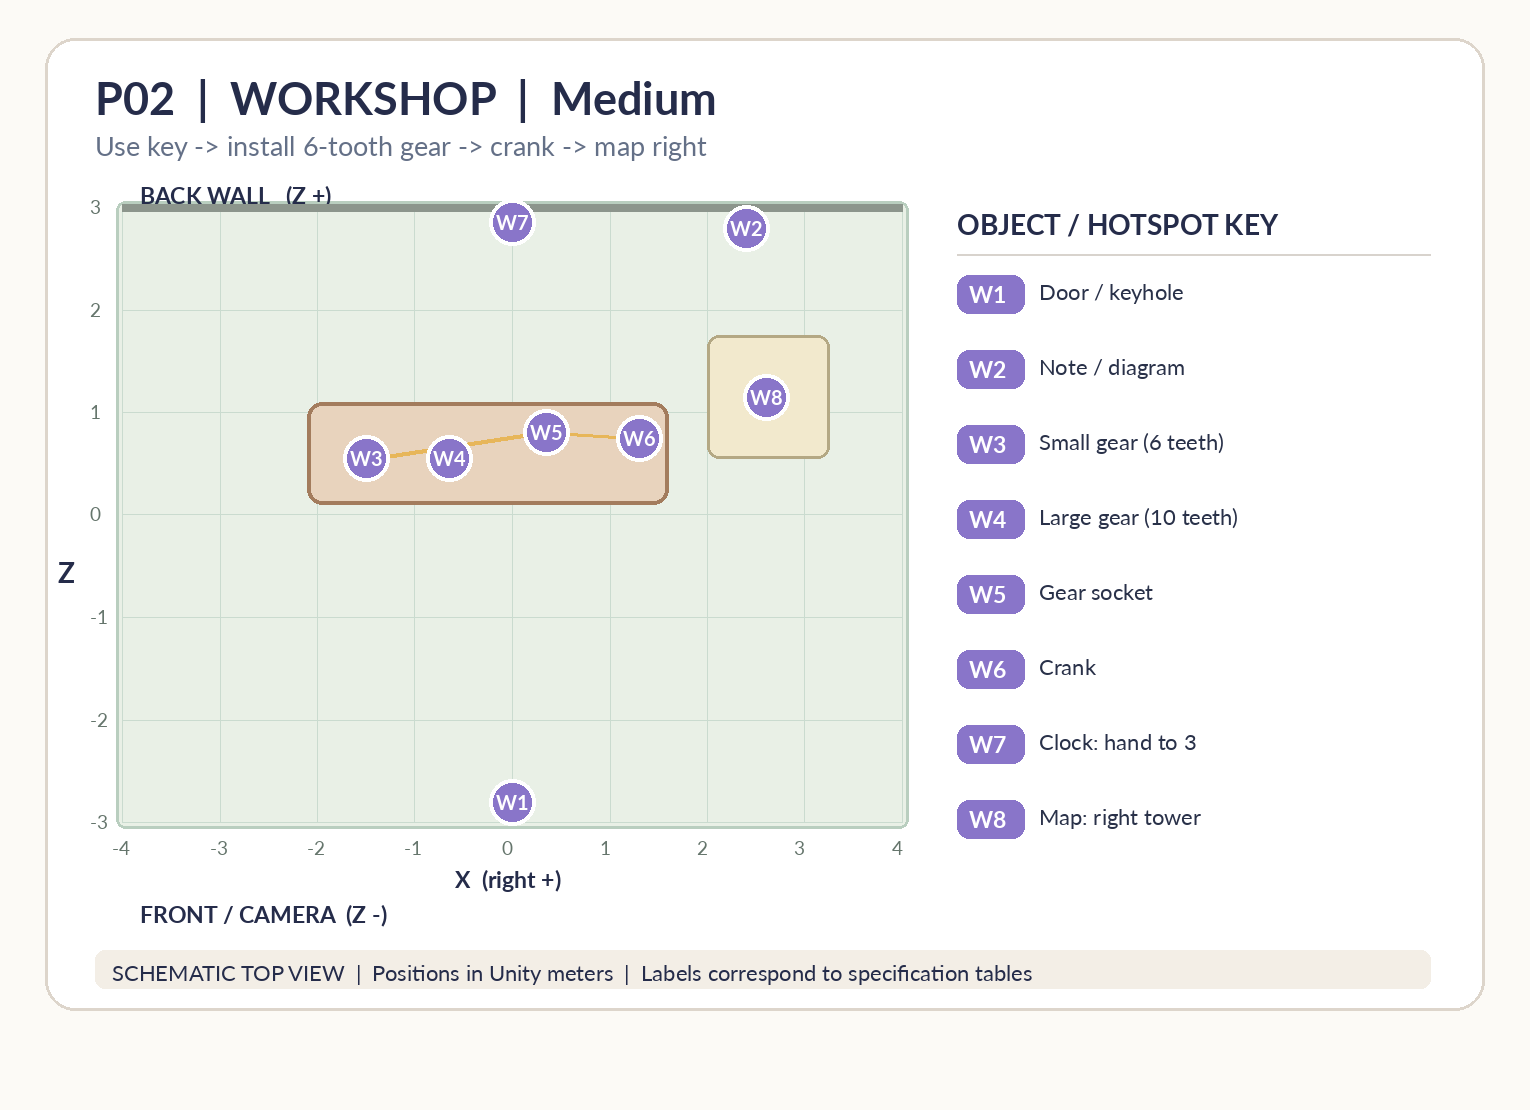 P02 | WORKSHOP | Medium
Use key -> install 6-tooth gear -> crank -> map right
BACK WALL (Z +)
3
W7
W2
2
W8
1
W5
W6
W3
W4
0
Z
-1
-2
W1
-3
-4 -3 -2 -1 0 1 2 3 4
X (right +)
FRONT / CAMERA (Z -)
OBJECT / HOTSPOT KEY
W1 Door / keyhole
W2 Note / diagram
W3 Small gear (6 teeth)
W4 Large gear (10 teeth)
W5 Gear socket
W6 Crank
W7 Clock: hand to 3
W8 Map: right tower
SCHEMATIC TOP VIEW | Positions in Unity meters | Labels correspond to specification tables